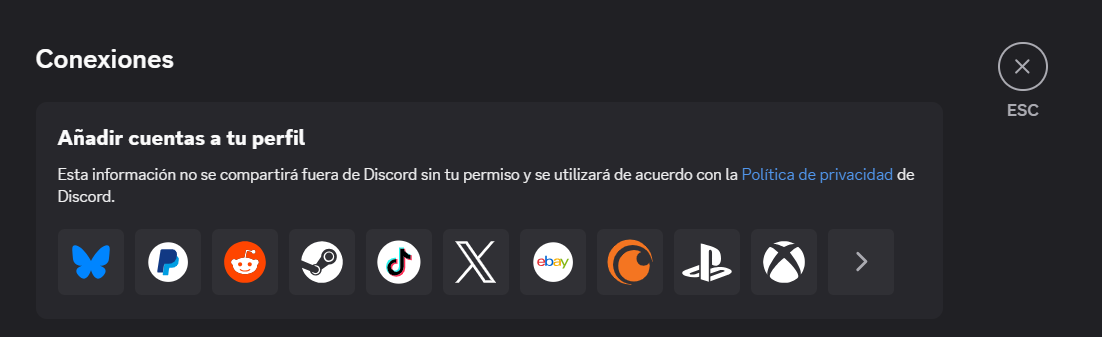 Conexiones
ESC
Añadir cuentas a tu perfil
Esta información no se compartirá fuera de Discord sin tu permiso y se utilizará de acuerdo con la Política de privacidad de
Discord.
ebay